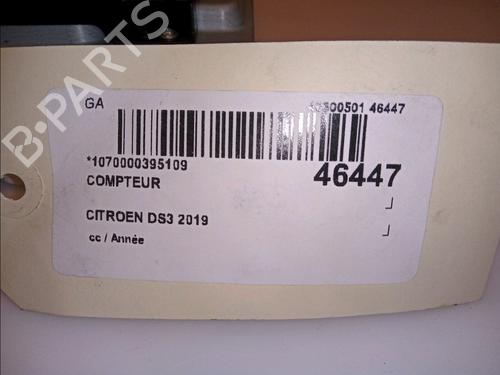 GA
46447
*1070000395109
46447
COMPTEUR
CITROEN DS3 2019
cc / Année
B-PARTS